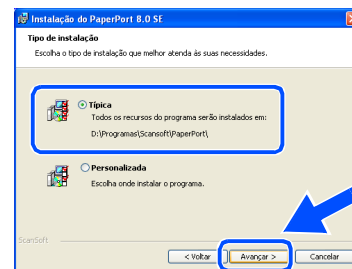 Instalação do PaperPort 8.0 SE
Tipo de instalação
Escolha o tipo de instalação que melhor atenda às suas necessidades.
Típica
Todos os recursos do programa serão instalados em:
D:\Programas\Scansoft\PaperPort\
Personalizada
Escolha onde instalar o programa.
ScanSoft
< Voltar
Avançar >
Cancelar